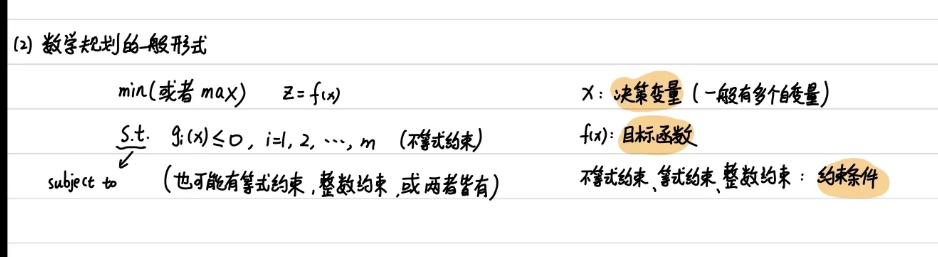 (2) 数学规划的一般形式
min(或者 max) z = f(x) x: 决策变量 (一般有多个自变量)
s.t. gᵢ(x) ≤ 0, i=1, 2, ⋯, m (不等式约束) f(x): 目标函数
subject to (也可能有等式约束, 整数约束, 或两者皆有) 不等式约束、等式约束、整数约束: 约束条件